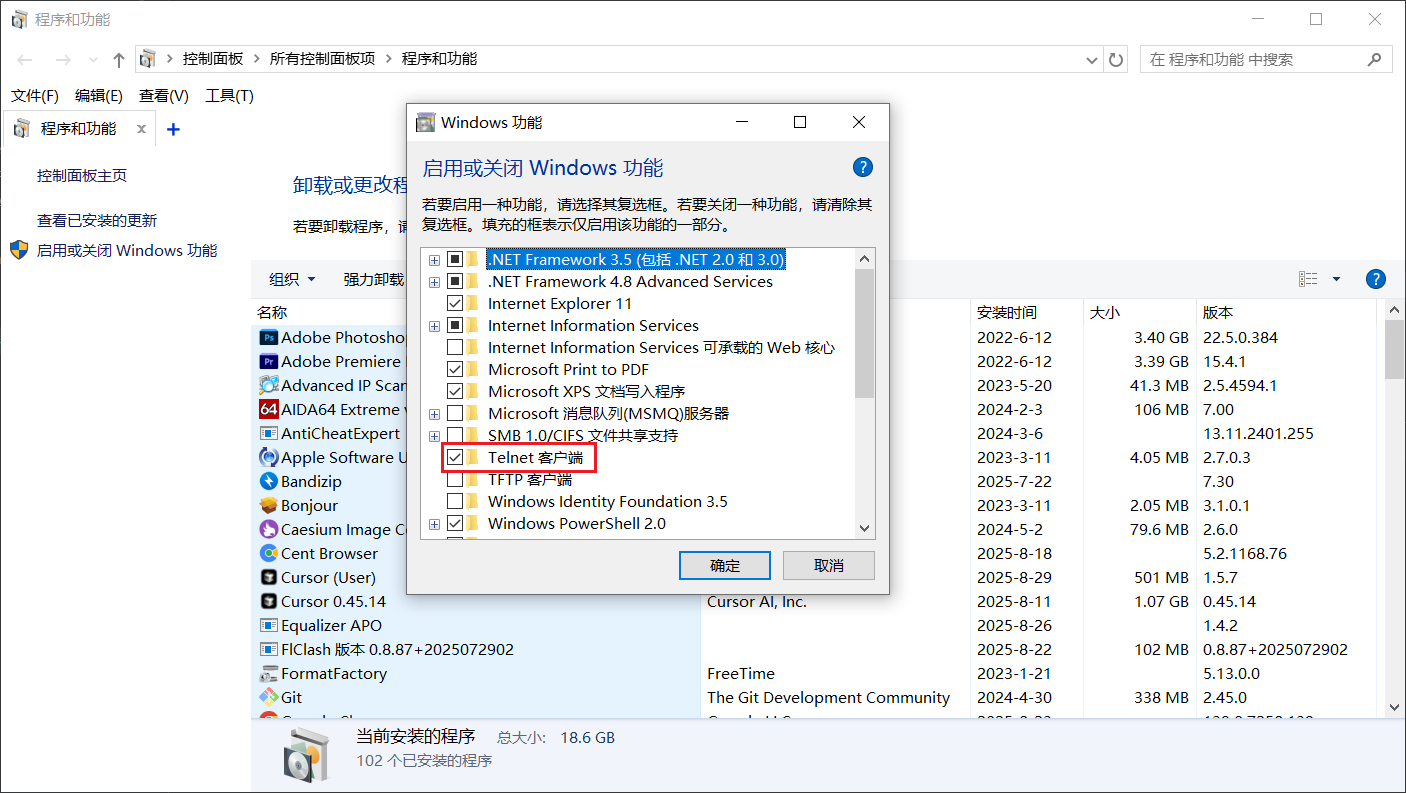 程序和功能
控制面板 所有控制面板项 程序和功能
在 程序和功能 中搜索
文件(F) 编辑(E) 查看(V) 工具(T)
程序和功能
控制面板主页
查看已安装的更新
启用或关闭 Windows 功能
卸载或更改程
若要卸载程序，
组织 强力卸载
Windows 功能
启用或关闭 Windows 功能
若要启用一种功能，请选择其复选框。若要关闭一种功能，请清除其
复选框。填充的框表示仅启用该功能的一部分。
.NET Framework 3.5 (包括 .NET 2.0 和 3.0)
.NET Framework 4.8 Advanced Services
Internet Explorer 11
Internet Information Services
Internet Information Services 可承载的 Web 核心
Microsoft Print to PDF
Microsoft XPS 文档写入程序
Microsoft 消息队列(MSMQ)服务器
SMB 1.0/CIFS 文件共享支持
Telnet 客户端
TFTP 客户端
Windows Identity Foundation 3.5
Windows PowerShell 2.0
确定 取消
名称 安装时间 大小 版本
Adobe Photosho 2022-6-12 3.40 GB 22.5.0.384
Adobe Premiere 2022-6-12 3.39 GB 15.4.1
Advanced IP Scan 2023-5-20 41.3 MB 2.5.4594.1
AIDA64 Extreme 2024-2-3 106 MB 7.00
AntiCheatExpert 2024-3-6 13.11.2401.255
Apple Software U 2023-3-11 4.05 MB 2.7.0.3
Bandizip 2025-7-22 7.30
Bonjour 2023-3-11 2.05 MB 3.1.0.1
Caesium Image C 2024-5-2 79.6 MB 2.6.0
Cent Browser 2025-8-18 5.2.1168.76
Cursor (User) 2025-8-29 501 MB 1.5.7
Cursor 0.45.14 Cursor AI, Inc. 2025-8-11 1.07 GB 0.45.14
Equalizer APO 2025-8-26 1.4.2
FlClash 版本 0.8.87+2025072902 2025-8-22 102 MB 0.8.87+2025072902
FormatFactory FreeTime 2023-1-21 5.13.0.0
Git The Git Development Community 2024-4-30 338 MB 2.45.0
当前安装的程序 总大小: 18.6 GB
102 个已安装的程序